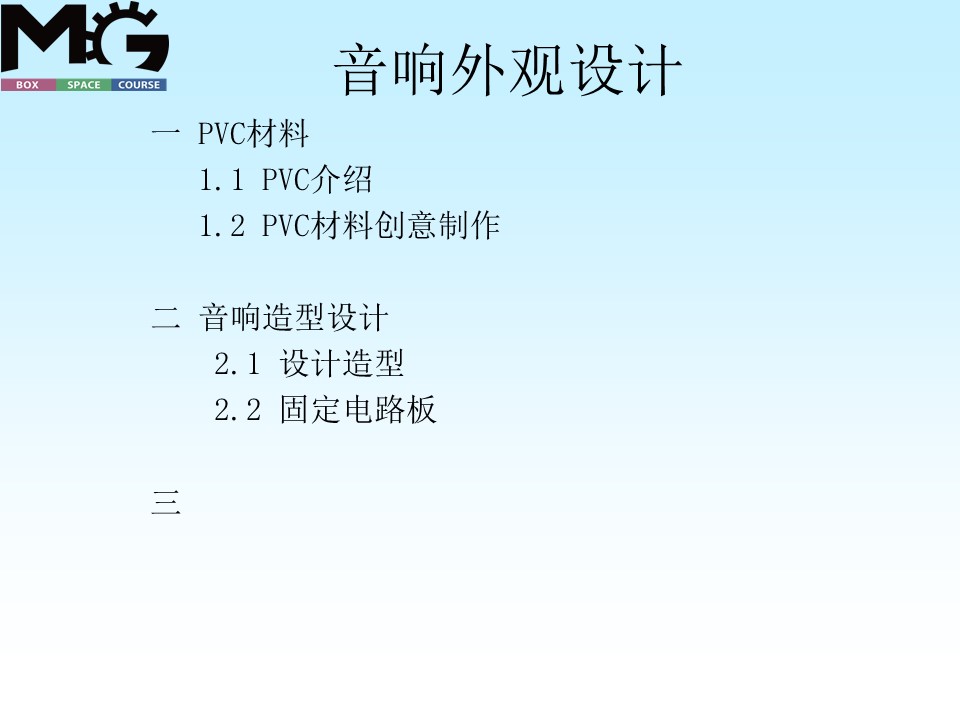 MG
BOX SPACE COURSE
音响外观设计
一 PVC材料
1.1 PVC介绍
1.2 PVC材料创意制作
二 音响造型设计
2.1 设计造型
2.2 固定电路板
三